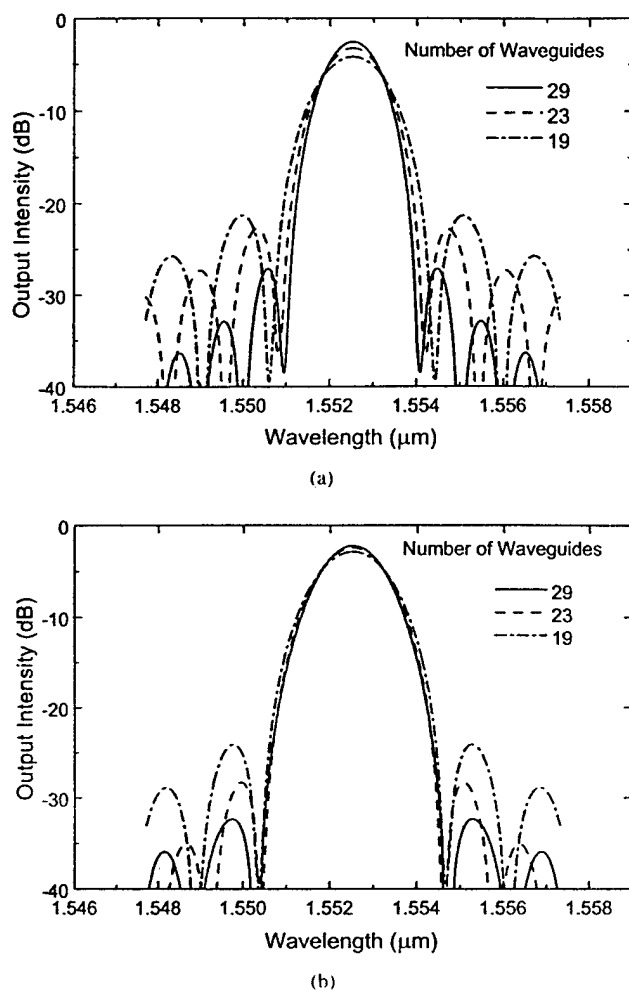 0
-10
-20
-30
-40
Output Intensity (dB)
Number of Waveguides
29
23
19
1.546 1.548 1.550 1.552 1.554 1.556 1.558
Wavelength (μm)
(a)
0
-10
-20
-30
-40
Output Intensity (dB)
Number of Waveguides
29
23
19
1.546 1.548 1.550 1.552 1.554 1.556 1.558
Wavelength (μm)
(b)